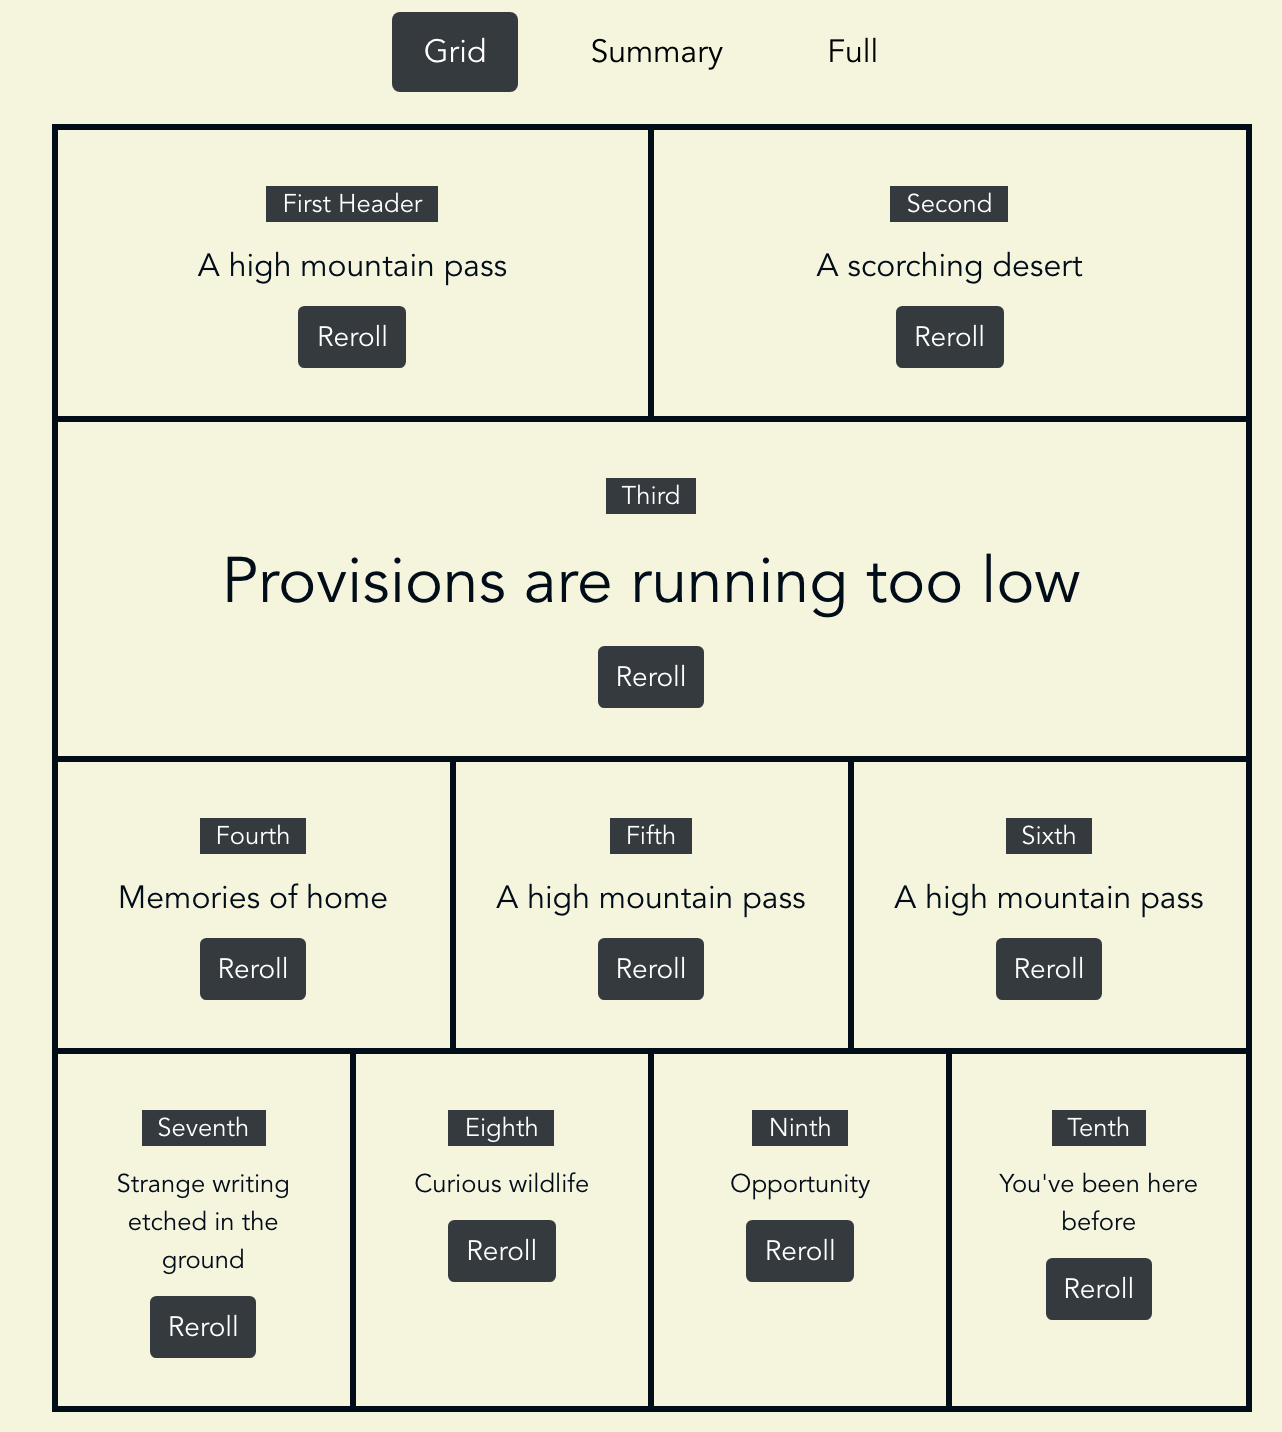 Grid Summary Full
First Header
A high mountain pass
Reroll
Second
A scorching desert
Reroll
Third
Provisions are running too low
Reroll
Fourth
Memories of home
Reroll
Fifth
A high mountain pass
Reroll
Sixth
A high mountain pass
Reroll
Seventh
Strange writing
etched in the
ground
Reroll
Eighth
Curious wildlife
Reroll
Ninth
Opportunity
Reroll
Tenth
You've been here
before
Reroll